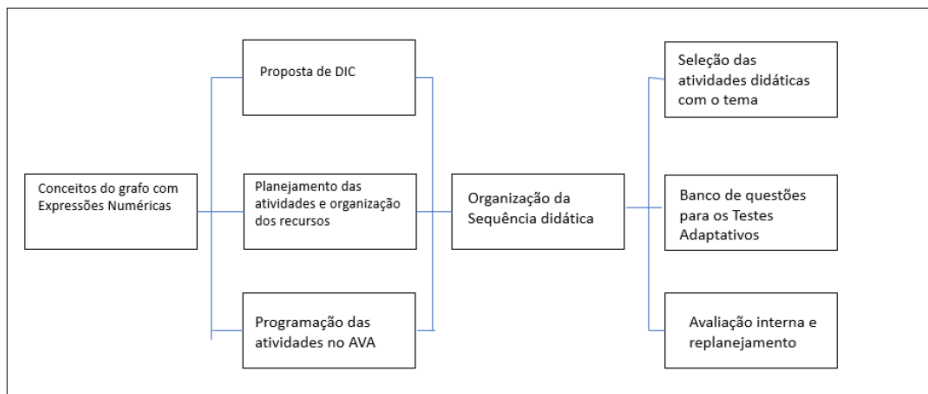 Conceitos do grafo com
Expressões Numéricas
Proposta de DIC
Planejamento das
atividades e organização
dos recursos
Programação das
atividades no AVA
Organização da
Sequência didática
Seleção das
atividades didáticas
com o tema
Banco de questões
para os Testes
Adaptativos
Avaliação interna e
replanejamento